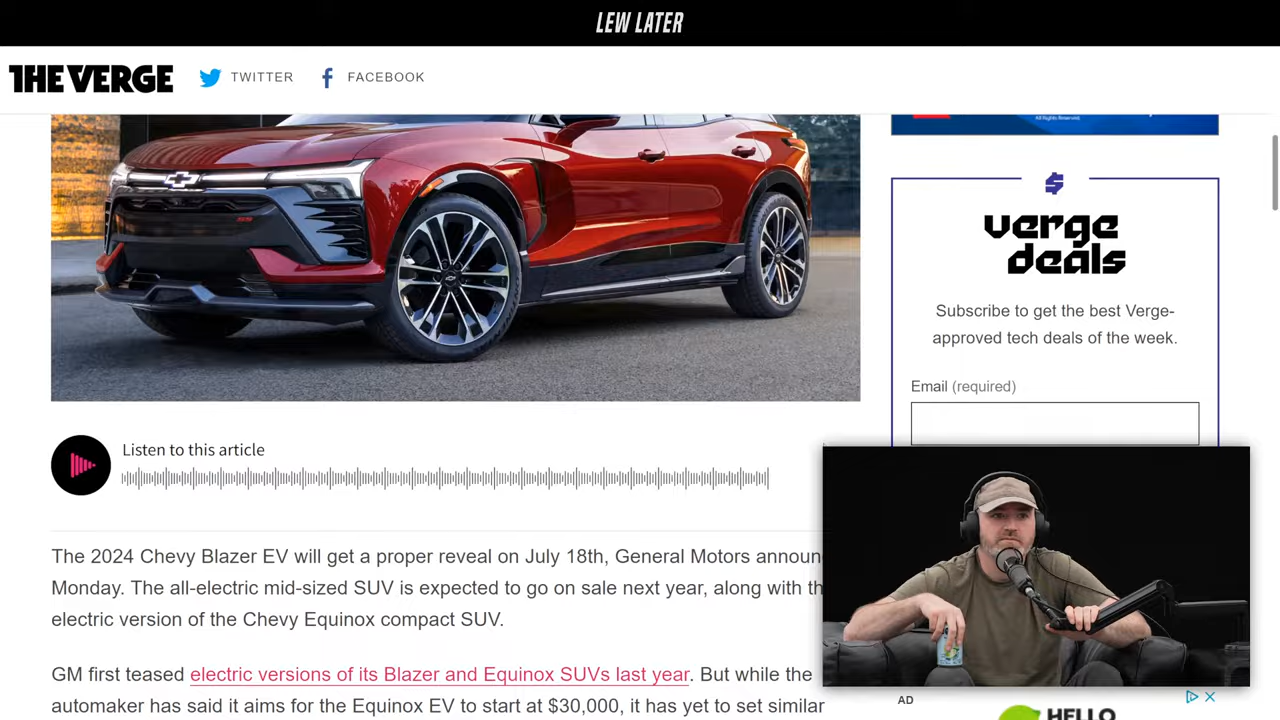 LEW LATER
THE VERGE
TWITTER
FACEBOOK
All Rights Reserved.
verge
deals
Subscribe to get the best Verge-
approved tech deals of the week.
Email (required)
Listen to this article
The 2024 Chevy Blazer EV will get a proper reveal on July 18th, General Motors announ
Monday. The all-electric mid-sized SUV is expected to go on sale next year, along with th
electric version of the Chevy Equinox compact SUV.
GM first teased electric versions of its Blazer and Equinox SUVs last year. But while the
automaker has said it aims for the Equinox EV to start at $30,000, it has yet to set similar
AD
HELLO